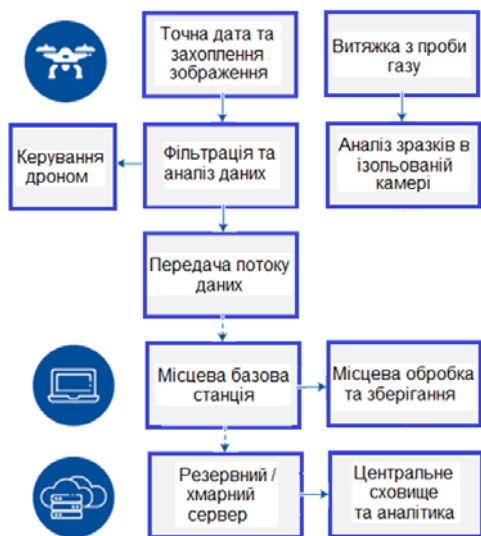 Точна дата та
захоплення
зображення
Витяжка з проби
газу
Керування
дроном
Фільтрація та
аналіз даних
Аналіз зразків в
ізольованій
камері
Передача потоку
даних
Місцева базова
станція
Місцева обробка
та зберігання
Резервний /
хмарний
сервер
Центральне
сховище
та аналітика